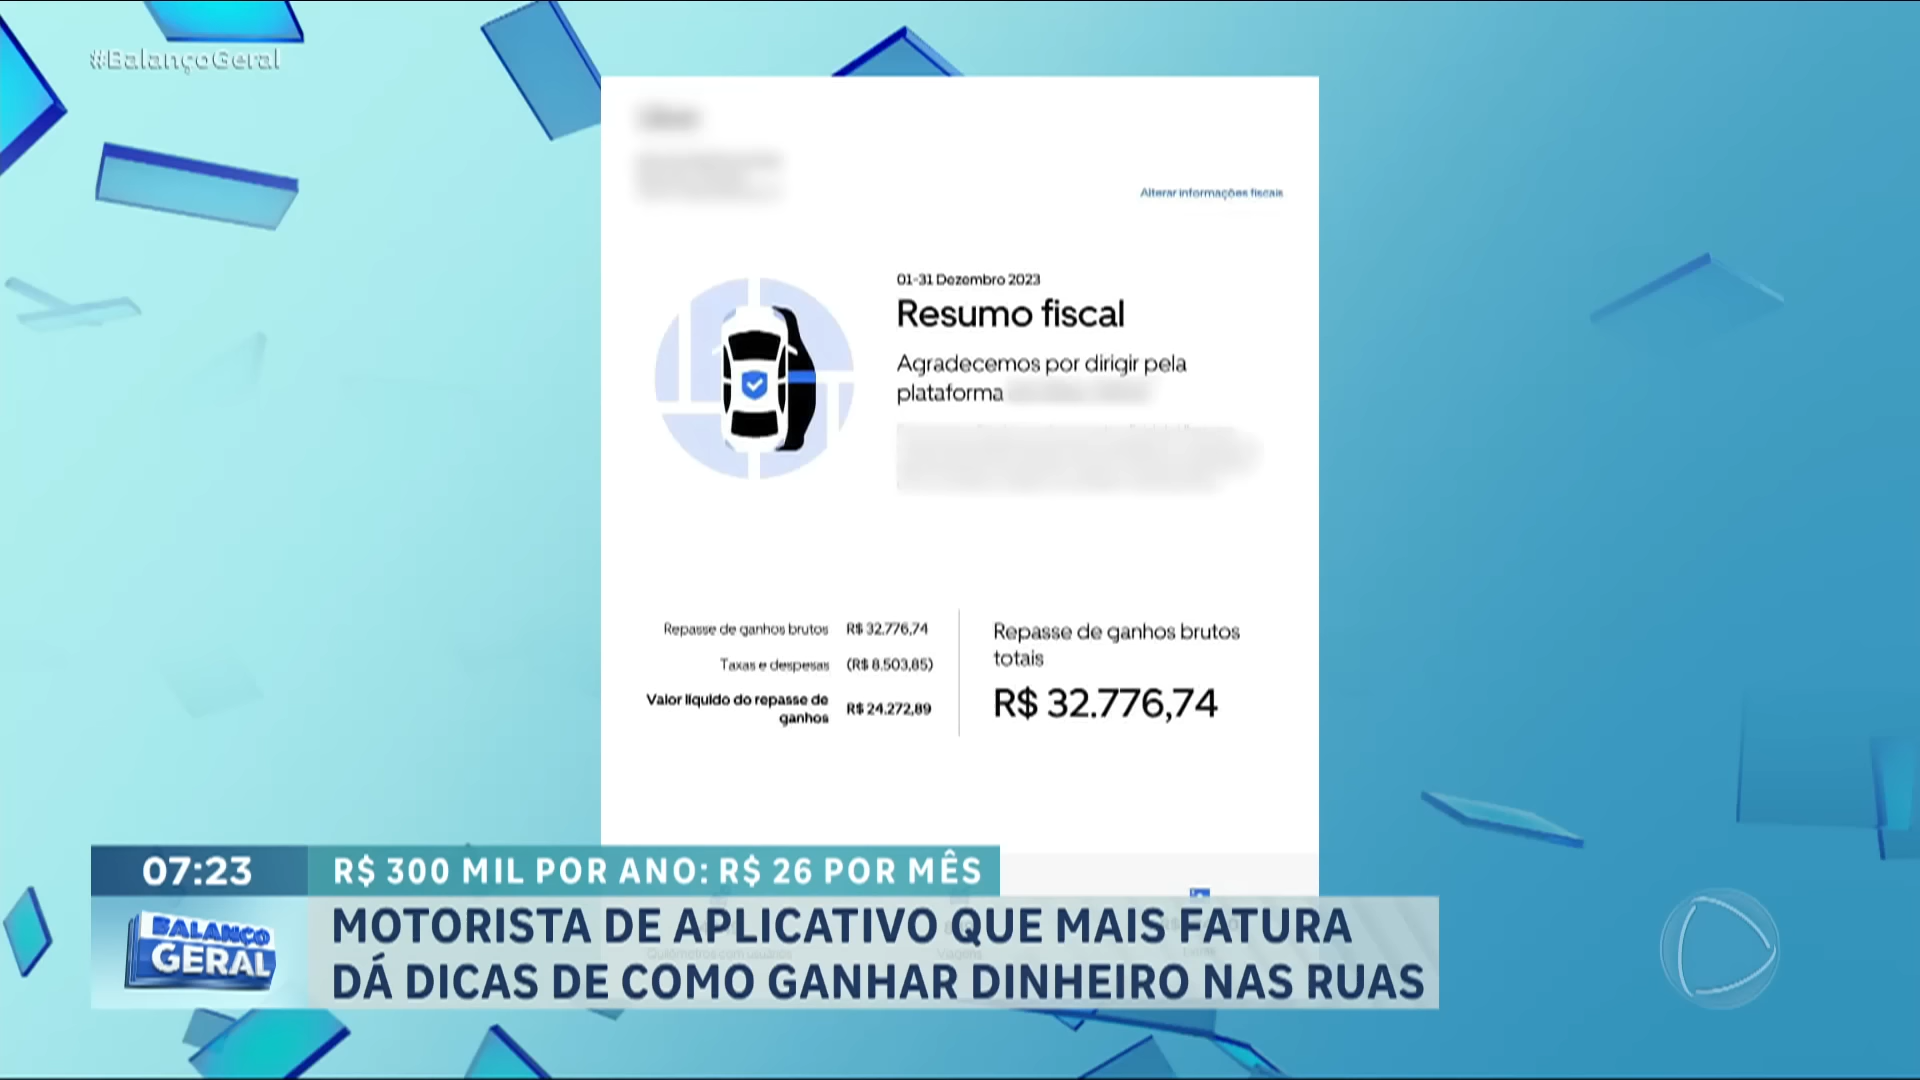 #BalançoGeral
Alterar informações fiscais
01-31 Dezembro 2023
Resumo fiscal
Agradecemos por dirigir pela
plataforma
Repasse de ganhos brutos R$ 32.776,74
Taxas e despesas (R$ 8.503,85)
Valor líquido do repasse de
ganhos R$ 24.272,89
Repasse de ganhos brutos
totais
R$ 32.776,74
07:23
R$ 300 MIL POR ANO: R$ 26 POR MÊS
BALANÇO
GERAL
MOTORISTA DE APLICATIVO QUE MAIS FATURA
DÁ DICAS DE COMO GANHAR DINHEIRO NAS RUAS